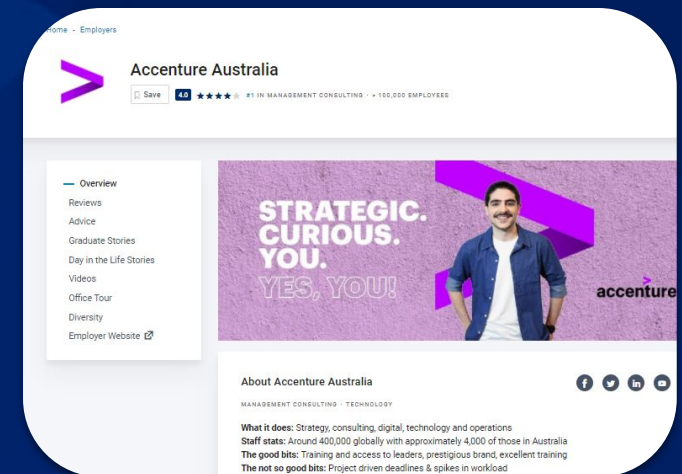 Home - Employers
Accenture Australia
Save 4.0 #1 IN MANAGEMENT CONSULTING · > 100,000 EMPLOYEES
Overview
Reviews
Advice
Graduate Stories
Day in the Life Stories
Videos
Office Tour
Diversity
Employer Website
STRATEGIC.
CURIOUS.
YOU.
YES, YOU!
accenture
About Accenture Australia
MANAGEMENT CONSULTING · TECHNOLOGY
What it does: Strategy, consulting, digital, technology and operations
Staff stats: Around 400,000 globally with approximately 4,000 of those in Australia
The good bits: Training and access to leaders, prestigious brand, excellent training
The not so good bits: Project driven deadlines & spikes in workload